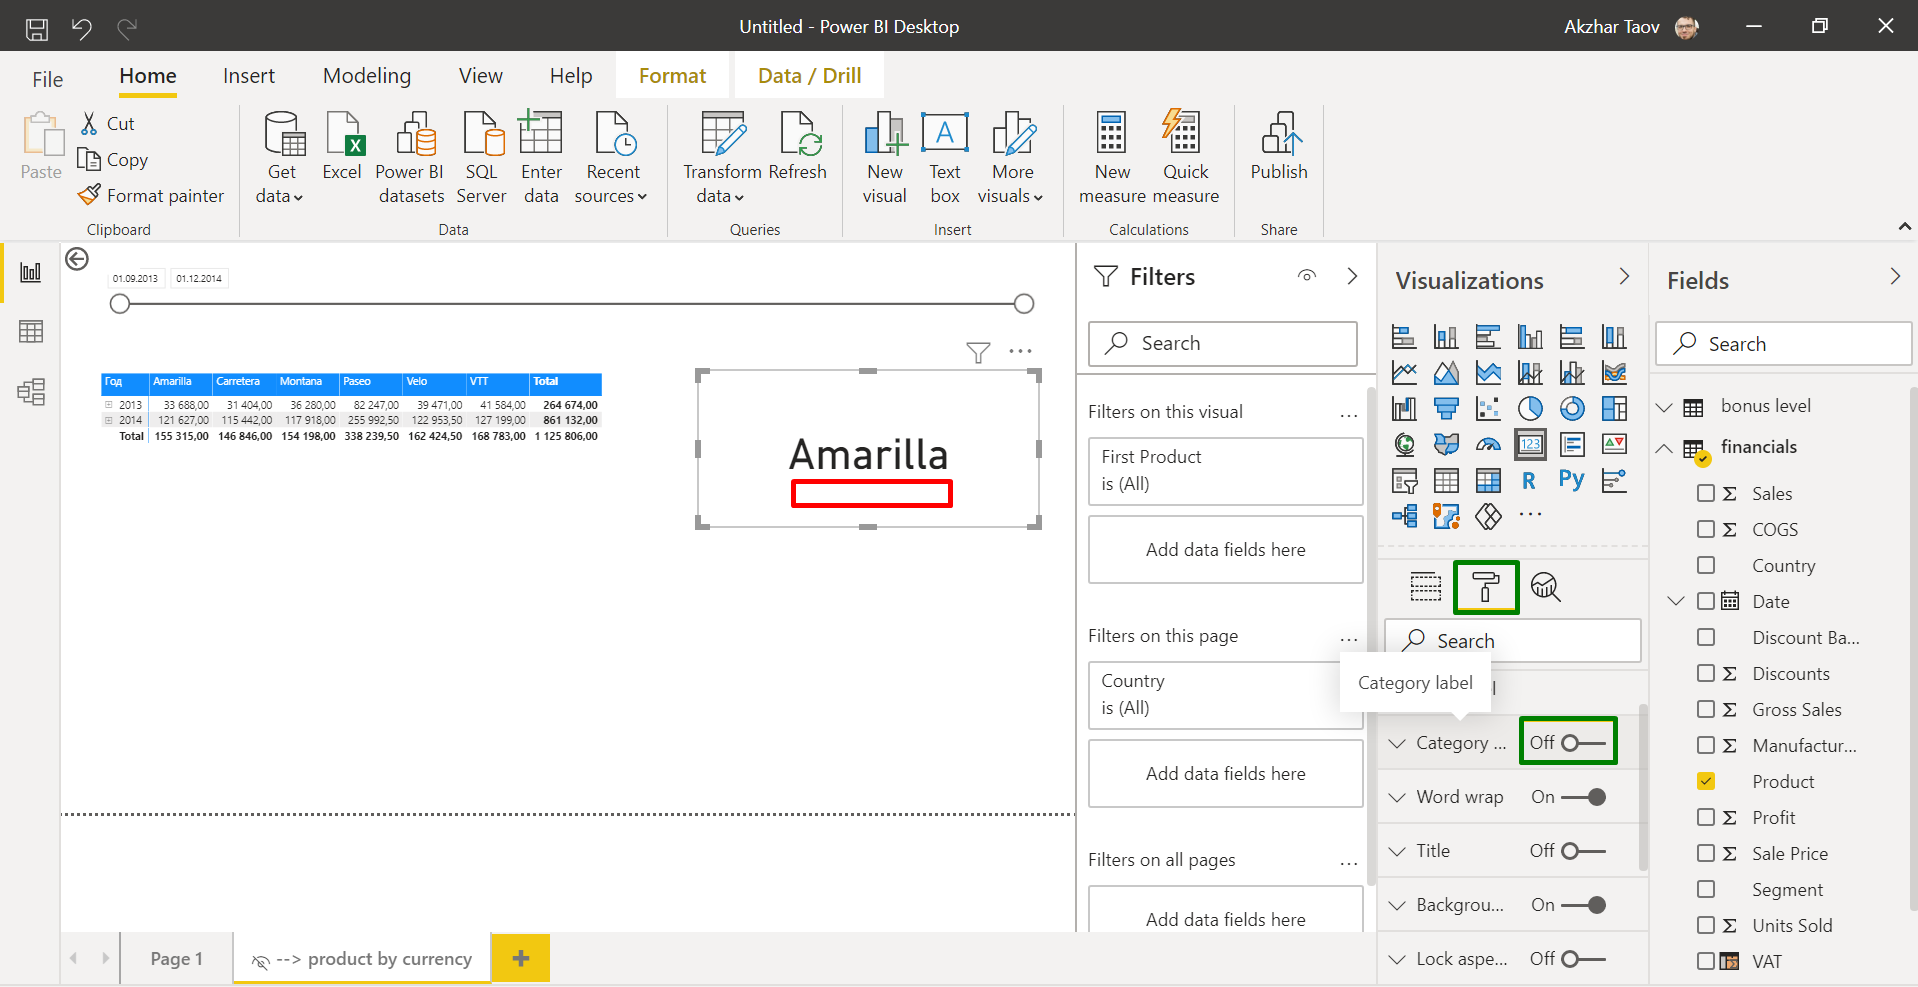 Untitled - Power BI Desktop
Akzhar Taov
File Home Insert Modeling View Help Format Data / Drill
Paste
Cut
Copy
Format painter
Clipboard
Get data
Excel
Power BI datasets
SQL Server
Enter data
Recent sources
Data
Transform data
Refresh
Queries
New visual
Text box
More visuals
Insert
New measure
Quick measure
Calculations
Publish
Share
01.09.2013 01.12.2014
Год Amarilla Carretera Montana Paseo Velo VTT Total
2013 33 688,00 31 404,00 36 280,00 82 247,00 39 471,00 41 584,00 264 674,00
2014 121 627,00 115 442,00 117 918,00 255 992,50 122 953,50 127 199,00 861 132,00
Total 155 315,00 146 846,00 154 198,00 338 239,50 162 424,50 168 783,00 1 125 806,00
Amarilla
Page 1
--> product by currency
+
Filters
Search
Filters on this visual ...
First Product
is (All)
Add data fields here
Filters on this page ...
Country
is (All)
Add data fields here
Filters on all pages ...
Add data fields here
Visualizations
123
R Py
...
Search
Category label
Category ... Off
Word wrap On
Title Off
Backgrou... On
Lock aspe... Off
Fields
Search
bonus level
financials
Σ Sales
Σ COGS
Country
Date
Discount Ba...
Σ Discounts
Σ Gross Sales
Σ Manufactur...
Product
Σ Profit
Σ Sale Price
Segment
Σ Units Sold
VAT